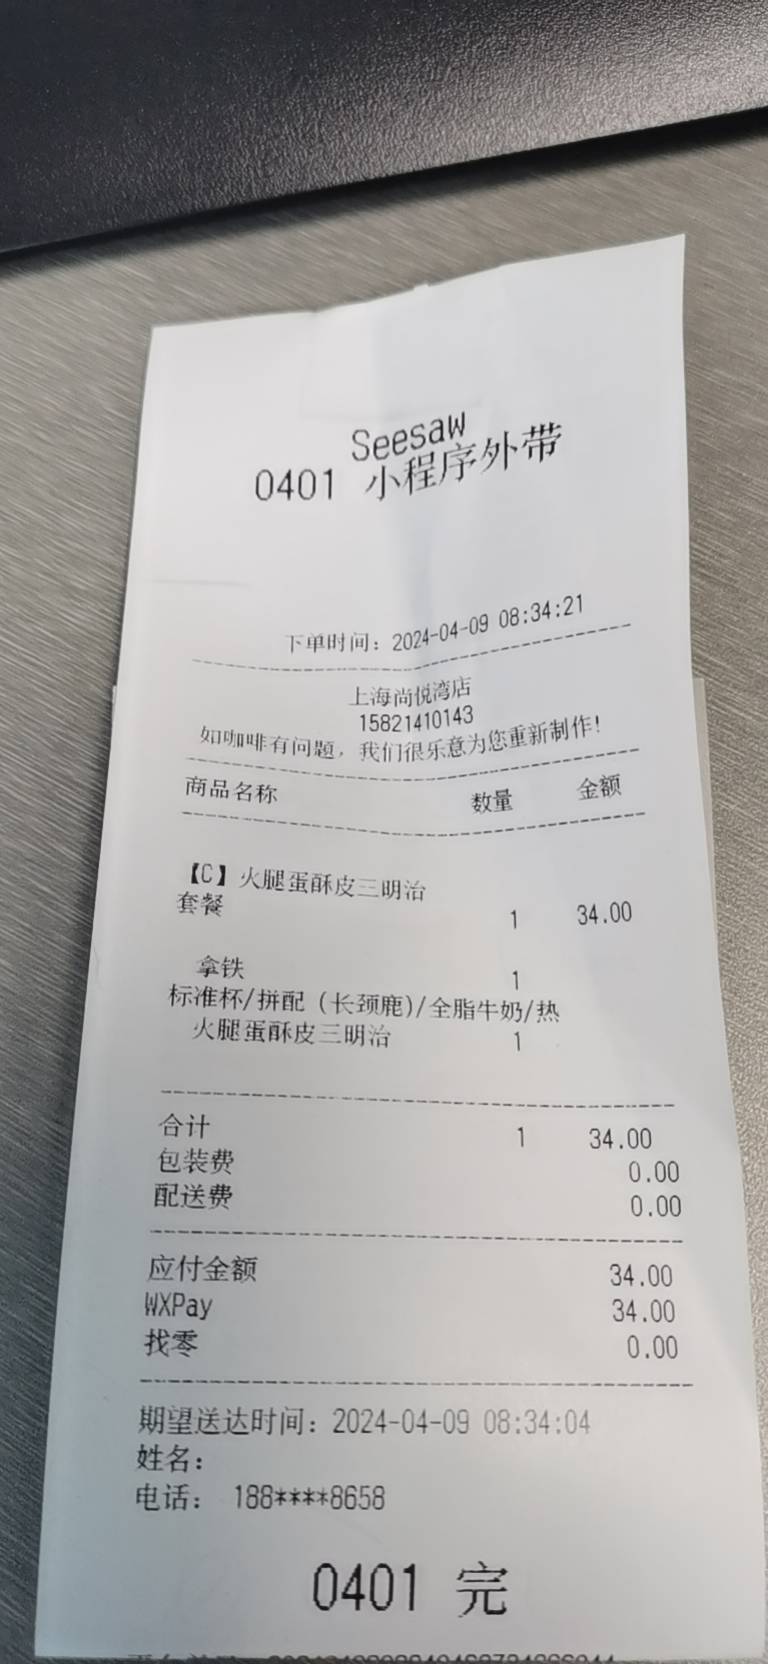 Seesaw
0401 小程序外带
下单时间：2024-04-09 08:34:21
上海尚悦湾店
15821410143
如咖啡有问题，我们很乐意为您重新制作！
商品名称 数量 金额
【C】火腿蛋酥皮三明治
套餐 1 34.00
拿铁 1
标准杯/拼配（长颈鹿)/全脂牛奶/热
火腿蛋酥皮三明治 1
合计 1 34.00
包装费 0.00
配送费 0.00
应付金额 34.00
WXPay 34.00
找零 0.00
期望送达时间：2024-04-09 08:34:04
姓名：
电话： 188****8658
0401 完